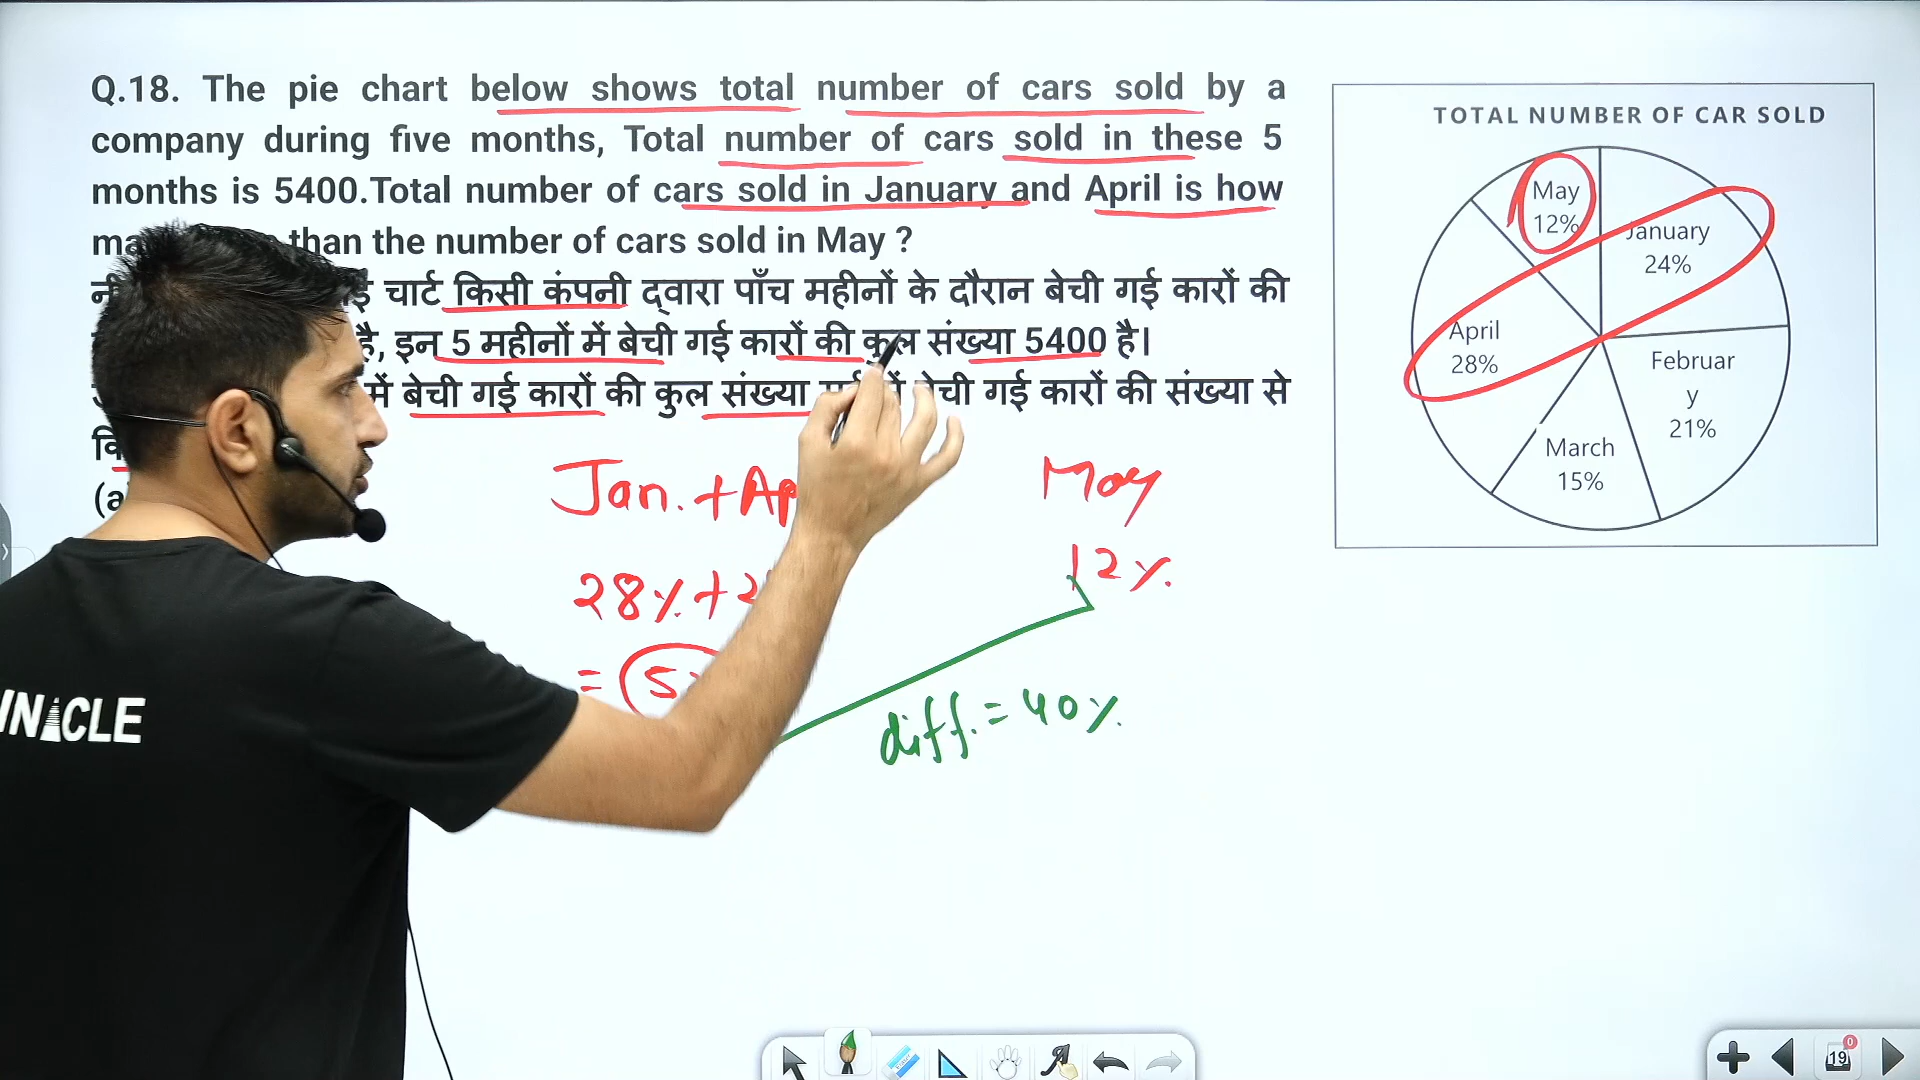 Q.18. The pie chart below shows total number of cars sold by a
company during five months, Total number of cars sold in these 5
months is 5400.Total number of cars sold in January and April is how
than the number of cars sold in May ?
चार्ट किसी कंपनी द्वारा पाँच महीनों के दौरान बेची गई कारों की
है, इन 5 महीनों में बेची गई कारों की कुल संख्या 5400 है।
में बेची गई कारों की कुल संख्या गई कारों की संख्या से
(a
Jan. + Ap
May
28% + 2
12%
= 5
diff. = 40%
TOTAL NUMBER OF CAR SOLD
May
12%
January
24%
April
28%
Februar
y
21%
March
15%
INACLE
19
0